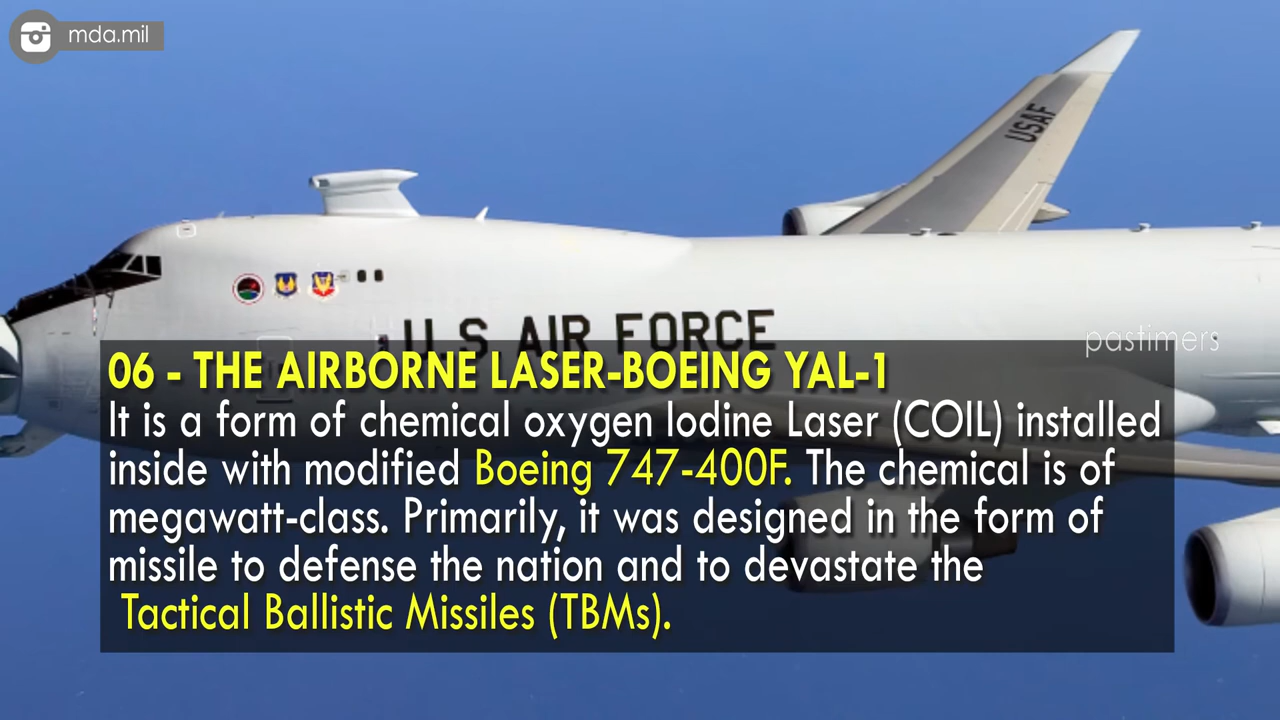 mda.mil
USAF
U.S AIR FORCE
pastimers
06 - THE AIRBORNE LASER-BOEING YAL-1
It is a form of chemical oxygen Iodine Laser (COIL) installed
inside with modified Boeing 747-400F. The chemical is of
megawatt-class. Primarily, it was designed in the form of
missile to defense the nation and to devastate the
Tactical Ballistic Missiles (TBMs).